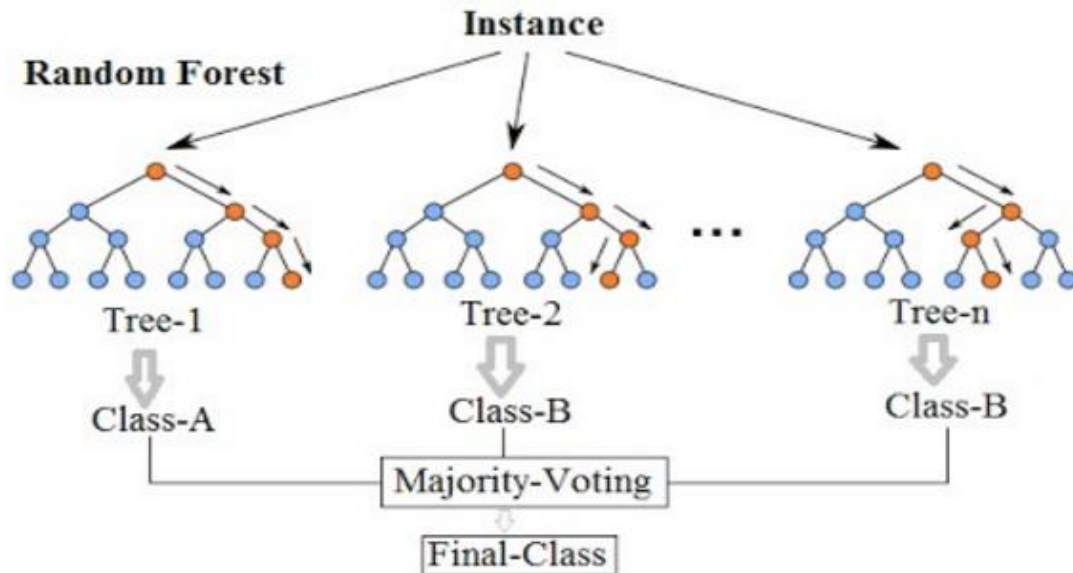 Instance
Random Forest
...
Tree-1
Tree-2
Tree-n
Class-A
Class-B
Class-B
Majority-Voting
Final-Class